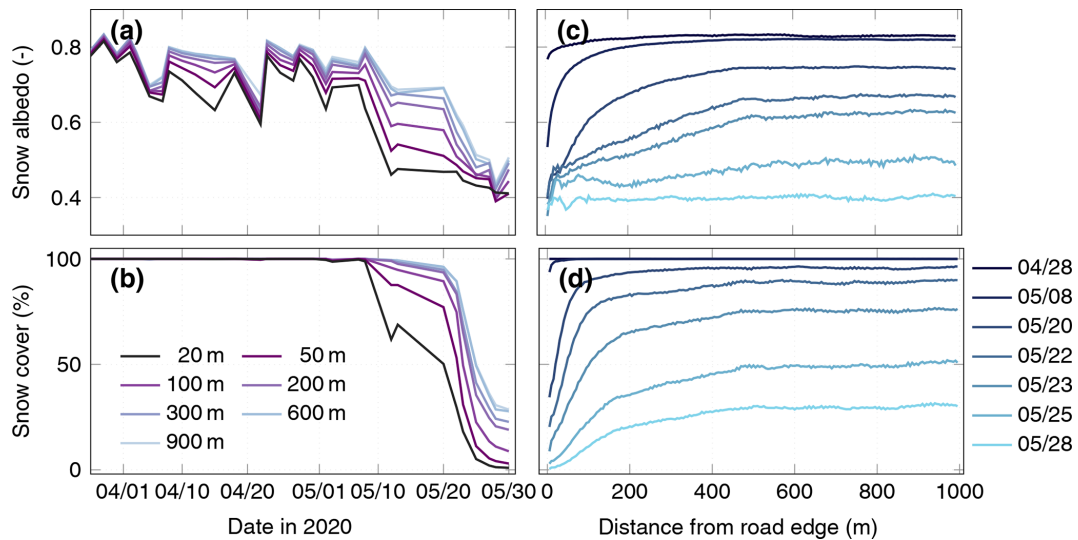 (a)
(c)
Snow albedo (-)
0.8
0.6
0.4
(b)
(d)
Snow cover (%)
100
50
0
20 m
50 m
100 m
200 m
300 m
600 m
900 m
04/28
05/08
05/20
05/22
05/23
05/25
05/28
04/01 04/10 04/20 05/01 05/10 05/20 05/30
0 200 400 600 800 1000
Date in 2020
Distance from road edge (m)